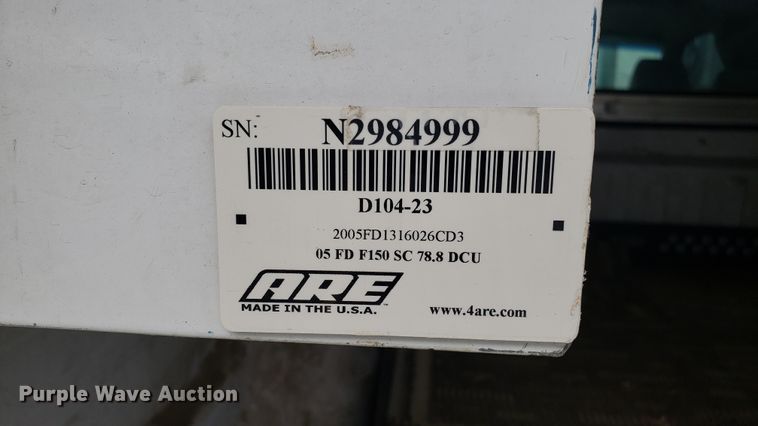 SN: N2984999
D104-23
2005FD1316026CD3
05 FD F150 SC 78.8 DCU
ARE
MADE IN THE U.S.A.
www.4are.com
Purple Wave Auction